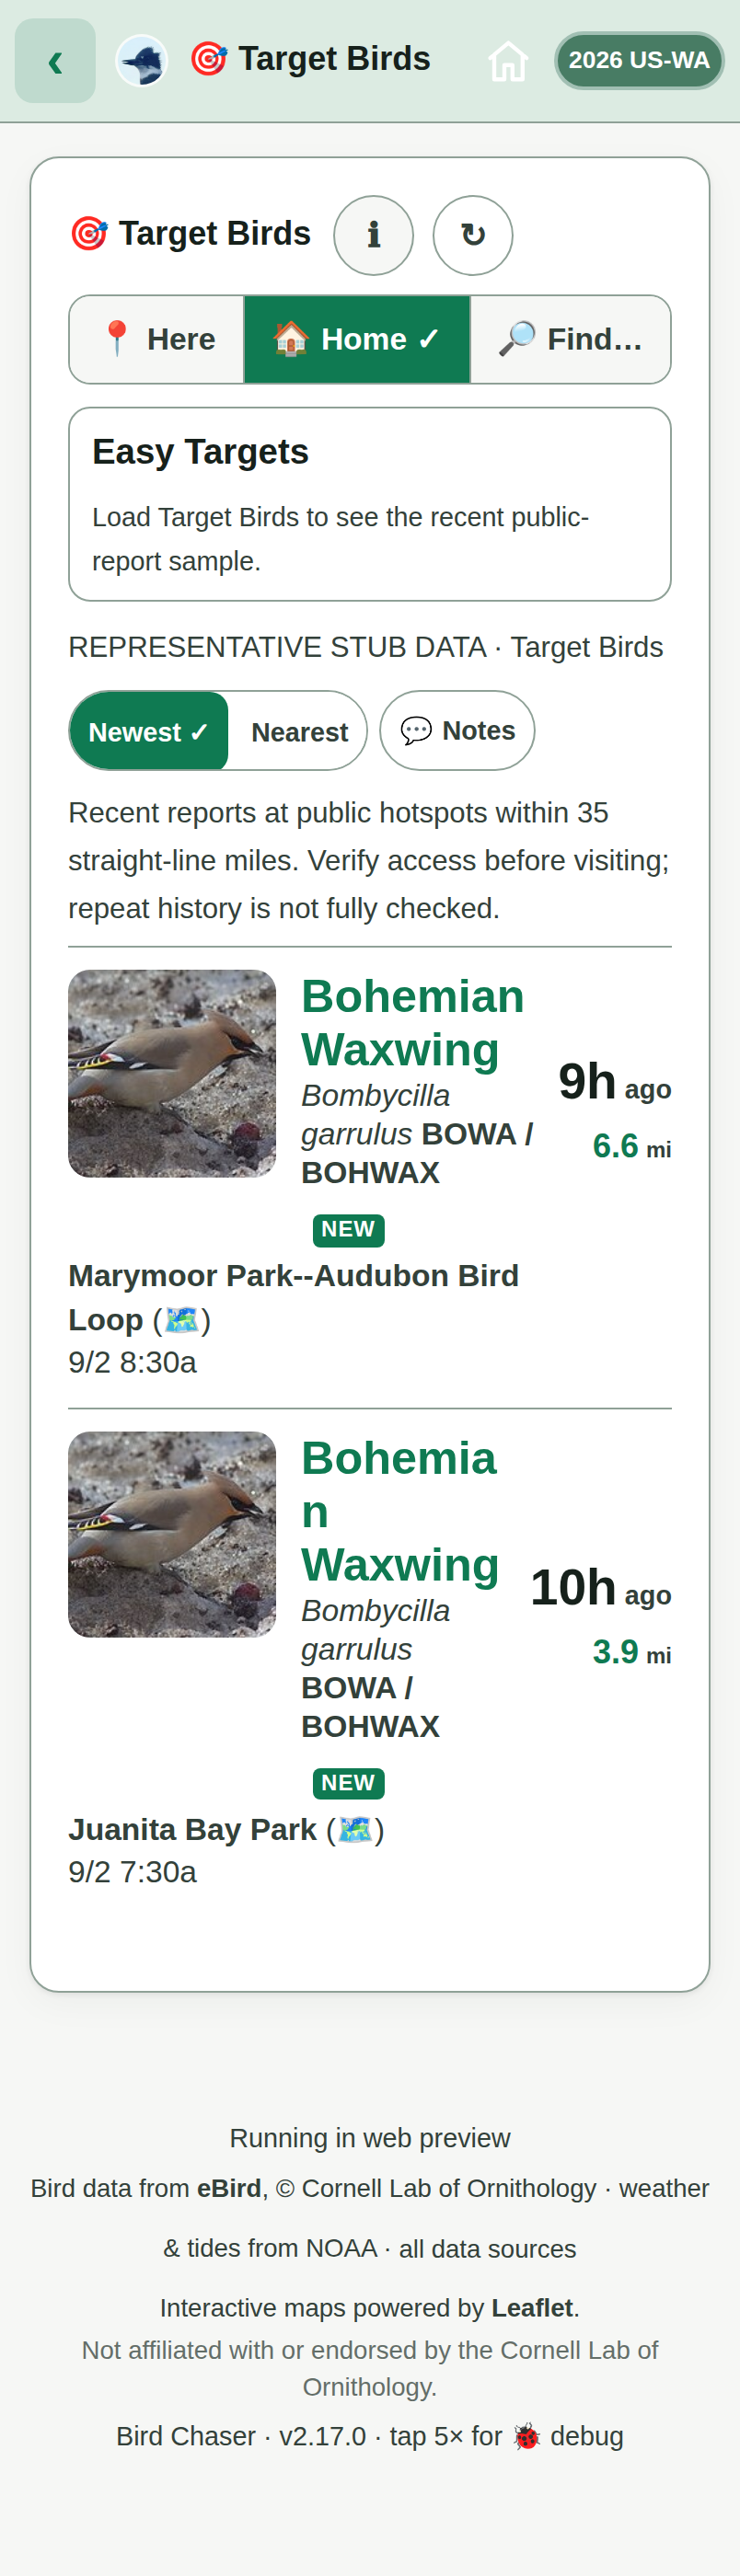 ‹ 🎯 Target Birds 2026 US-WA
🎯 Target Birds ℹ ↻
📍 Here 🏠 Home ✓ 🔎 Find…
Easy Targets
Load Target Birds to see the recent public-
report sample.
REPRESENTATIVE STUB DATA · Target Birds
Newest ✓ Nearest 💬 Notes
Recent reports at public hotspots within 35
straight-line miles. Verify access before visiting;
repeat history is not fully checked.
Bohemian
Waxwing
Bombycilla
garrulus BOWA /
BOHWAX
9h ago
6.6 mi
NEW
Marymoor Park--Audubon Bird
Loop (🗺️)
9/2 8:30a
Bohemia
n
Waxwing
Bombycilla
garrulus
BOWA /
BOHWAX
10h ago
3.9 mi
NEW
Juanita Bay Park (🗺️)
9/2 7:30a
Running in web preview
Bird data from eBird, © Cornell Lab of Ornithology · weather
& tides from NOAA · all data sources
Interactive maps powered by Leaflet.
Not affiliated with or endorsed by the Cornell Lab of
Ornithology.
Bird Chaser · v2.17.0 · tap 5× for 🐞 debug